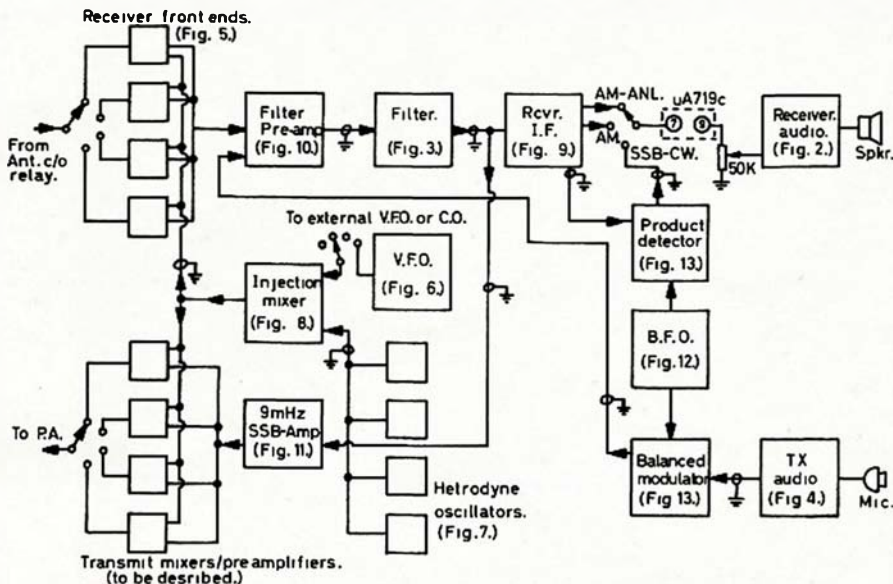 Receiver front ends.
(Fig. 5.)
From
Ant. c/o
relay.
Filter
Pre-amp
(Fig. 10.)
Filter.
(Fig. 3.)
Rcvr.
I.F.
(Fig. 9.)
AM-ANL.
AM
SSB-CW.
uA719c
7
8
50K
Receiver.
audio.
(Fig. 2.)
Spkr.
To external V.F.O. or C.O.
Injection
mixer
(Fig. 8.)
V.F.O.
(Fig. 6.)
Product
detector
(Fig. 13.)
B.F.O.
(Fig.12.)
To P.A.
9mHz
SSB-Amp
(Fig. 11.)
Hetrodyne
oscillators.
(Fig.7.)
Balanced
modulator
(Fig 13.)
TX
audio
(Fig 4.)
Mic.
Transmit mixers/preamplifiers.
(to be desribed.)